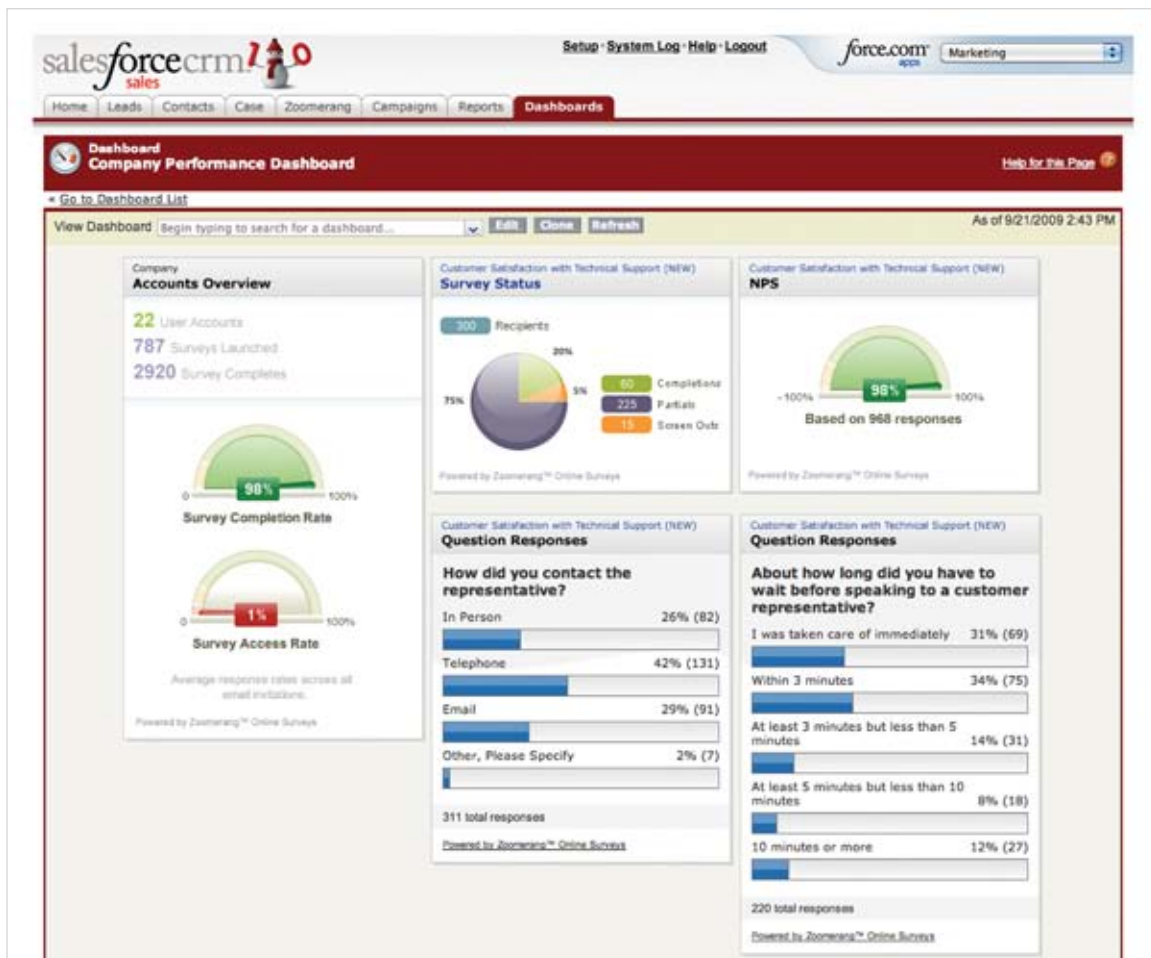 salesforcecrm
sales
Setup · System Log · Help · Logout
force.com
apps
Marketing
Home
Leads
Contacts
Case
Zoomerang
Campaigns
Reports
Dashboards
Dashboard
Company Performance Dashboard
Help for this Page
« Go to Dashboard List
View Dashboard
Begin typing to search for a dashboard...
Edit
Clone
Refresh
As of 9/21/2009 2:43 PM
Company
Accounts Overview
22 User Accounts
787 Surveys Launched
2920 Survey Completes
98%
0
100%
Survey Completion Rate
1%
0
100%
Survey Access Rate
Average response rates across all
email invitations.
Powered by Zoomerang™ Online Surveys
Customer Satisfaction with Technical Support (NEW)
Survey Status
300 Recipients
20%
5%
75%
60 Completions
225 Partials
15 Screen Outs
Powered by Zoomerang™ Online Surveys
Customer Satisfaction with Technical Support (NEW)
NPS
98%
-100%
100%
Based on 968 responses
Powered by Zoomerang™ Online Surveys
Customer Satisfaction with Technical Support (NEW)
Question Responses
How did you contact the
representative?
In Person 26% (82)
Telephone 42% (131)
Email 29% (91)
Other, Please Specify 2% (7)
311 total responses
Powered by Zoomerang™ Online Surveys
Customer Satisfaction with Technical Support (NEW)
Question Responses
About how long did you have to
wait before speaking to a customer
representative?
I was taken care of immediately 31% (69)
Within 3 minutes 34% (75)
At least 3 minutes but less than 5
minutes 14% (31)
At least 5 minutes but less than 10
minutes 8% (18)
10 minutes or more 12% (27)
220 total responses
Powered by Zoomerang™ Online Surveys